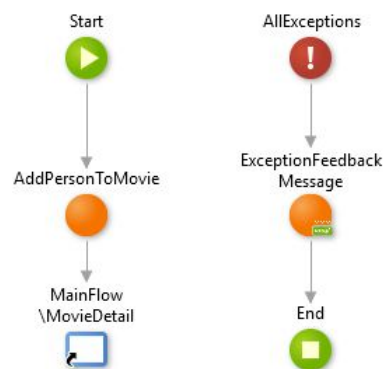 Start
AllExceptions
AddPersonToMovie
ExceptionFeedback
Message
MainFlow
\MovieDetail
End